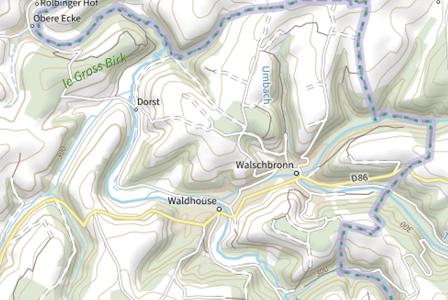 Rolbinger Hof
Obere Ecke
le Gross Birk
Umbach
Dorst
300
Walschbronn
D86
Waldhouse
300